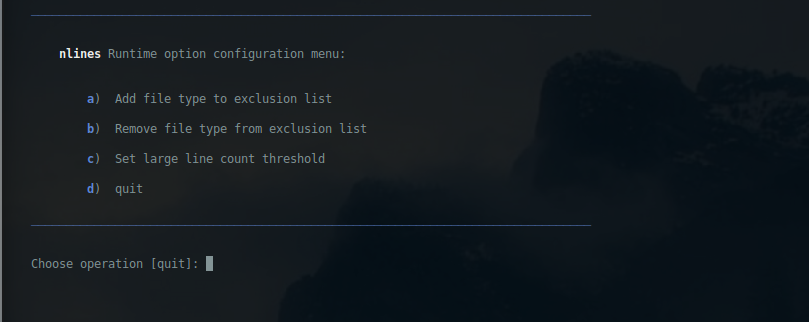 nlines Runtime option configuration menu:
a) Add file type to exclusion list
b) Remove file type from exclusion list
c) Set large line count threshold
d) quit
Choose operation [quit]: